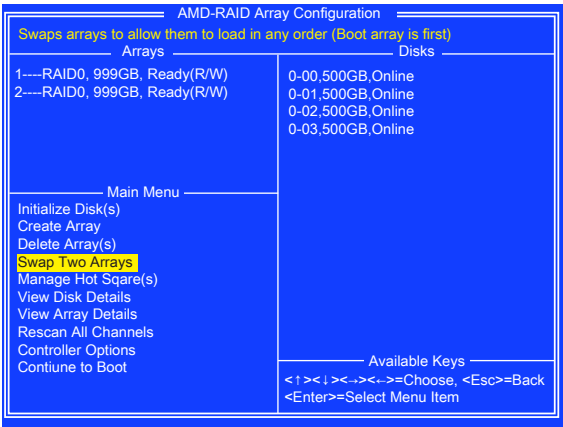 AMD-RAID Array Configuration
Swaps arrays to allow them to load in any order (Boot array is first)
Arrays
1----RAID0, 999GB, Ready(R/W)
2----RAID0, 999GB, Ready(R/W)
Disks
0-00,500GB,Online
0-01,500GB,Online
0-02,500GB,Online
0-03,500GB,Online
Main Menu
Initialize Disk(s)
Create Array
Delete Array(s)
Swap Two Arrays
Manage Hot Sqare(s)
View Disk Details
View Array Details
Rescan All Channels
Controller Options
Contiune to Boot
Available Keys
<↑><↓><→><←>=Choose, <Esc>=Back
<Enter>=Select Menu Item